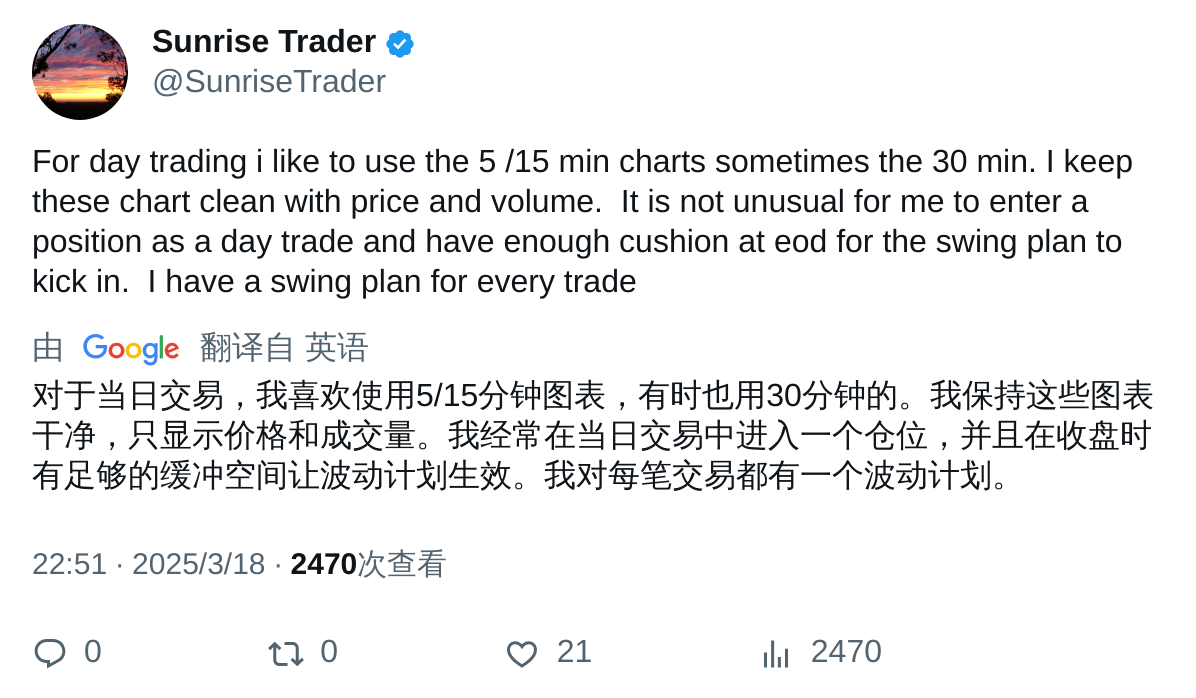 Sunrise Trader
@SunriseTrader
For day trading i like to use the 5 /15 min charts sometimes the 30 min. I keep
these chart clean with price and volume.  It is not unusual for me to enter a
position as a day trade and have enough cushion at eod for the swing plan to
kick in.  I have a swing plan for every trade
由 Google 翻译自 英语
对于当日交易，我喜欢使用5/15分钟图表，有时也用30分钟的。我保持这些图表
干净，只显示价格和成交量。我经常在当日交易中进入一个仓位，并且在收盘时
有足够的缓冲空间让波动计划生效。我对每笔交易都有一个波动计划。
22:51 · 2025/3/18 · 2470次查看
0 0 21 2470